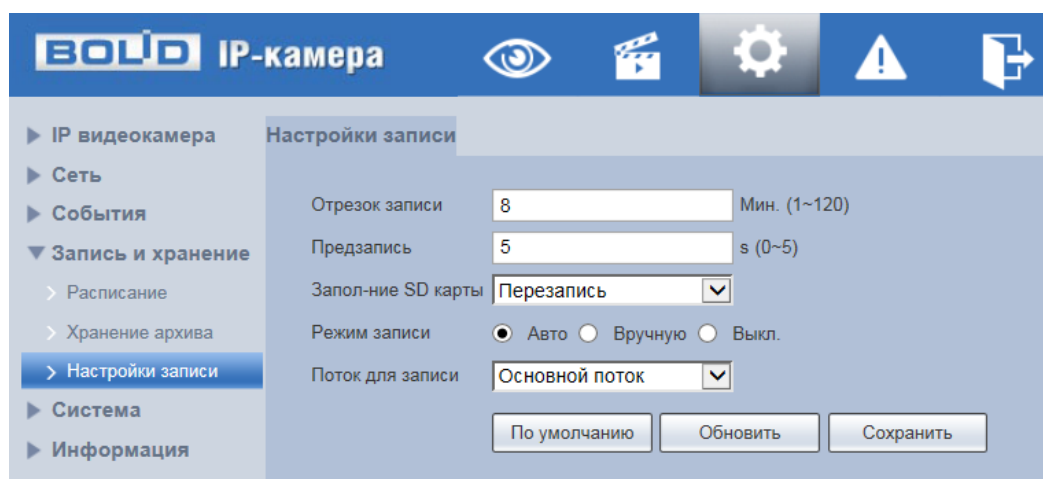 BOLID IP-камера
IP видеокамера
Сеть
События
Запись и хранение
Расписание
Хранение архива
Настройки записи
Система
Информация
Настройки записи
Отрезок записи 8 Мин. (1~120)
Предзапись 5 s (0~5)
Запол-ние SD карты Перезапись
Режим записи Авто Вручную Выкл.
Поток для записи Основной поток
По умолчанию Обновить Сохранить